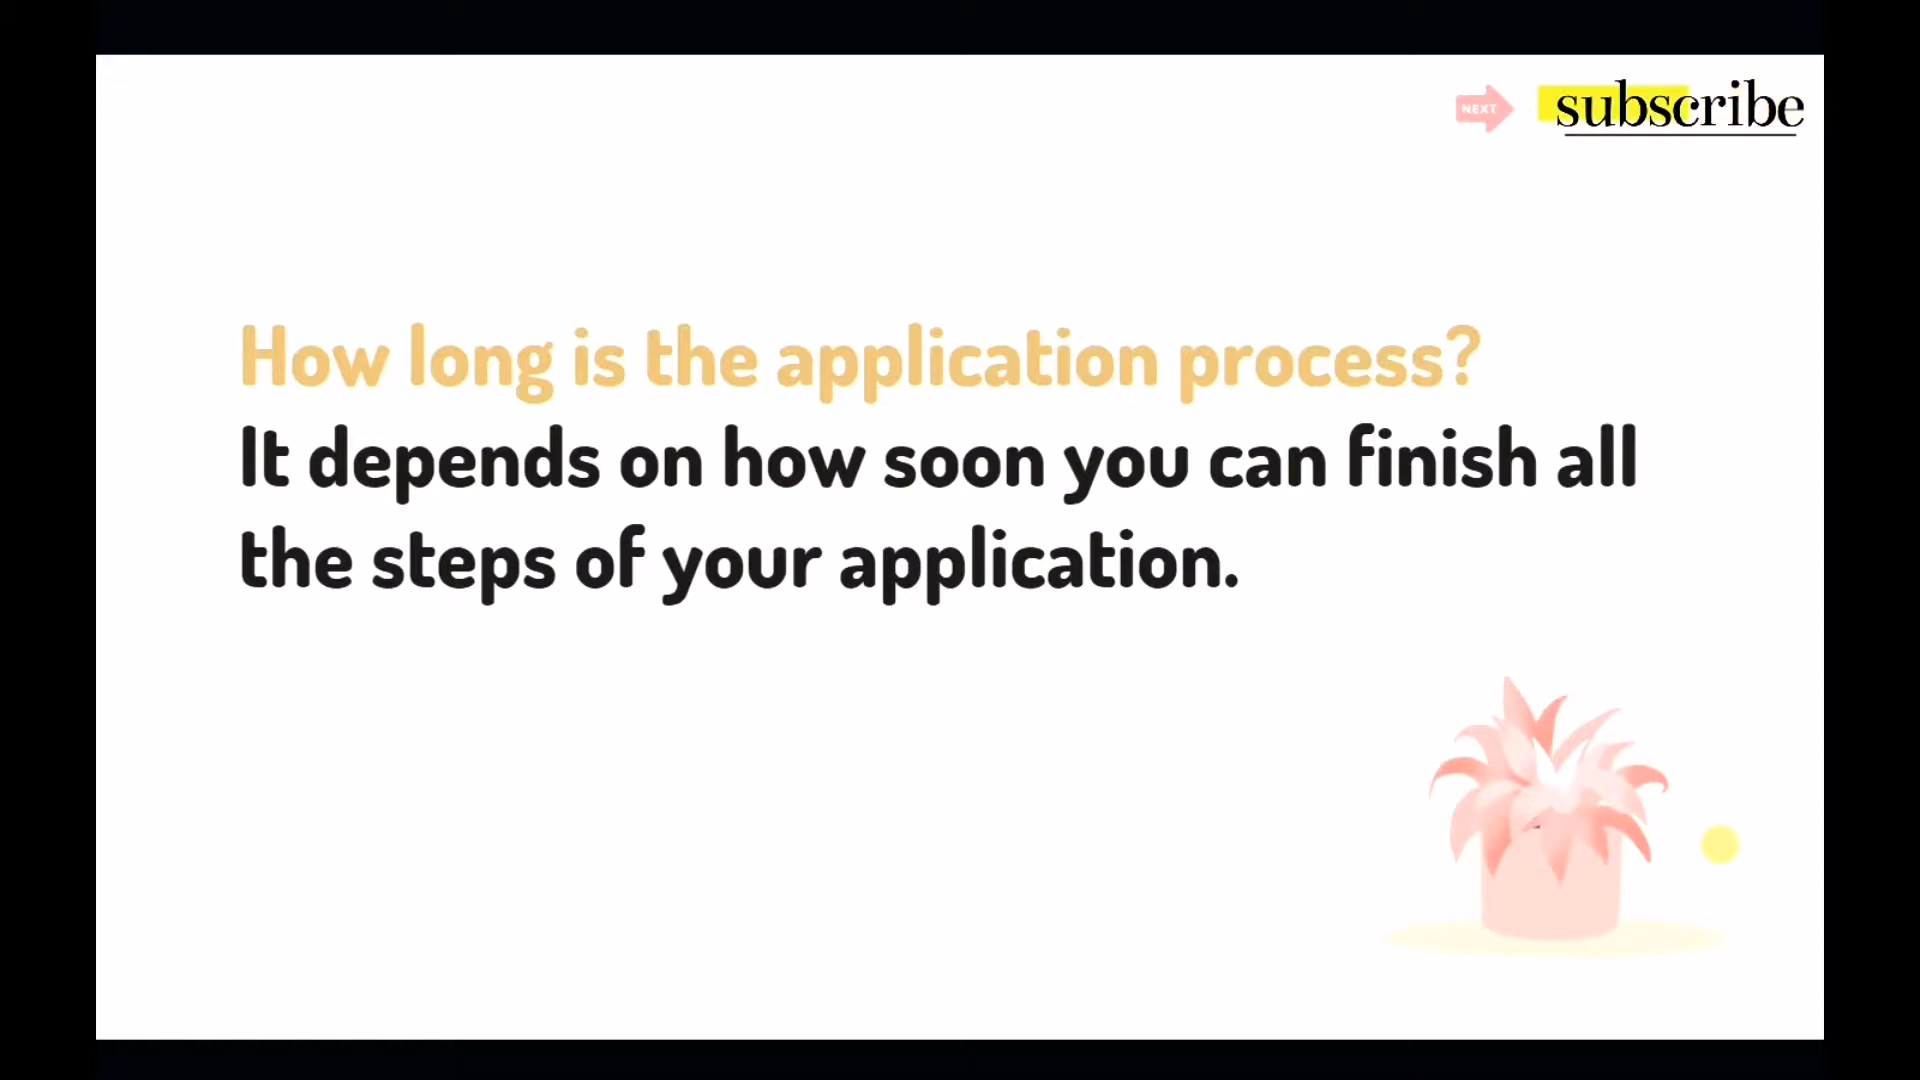 NEXT
subscribe
How long is the application process?
It depends on how soon you can finish all
the steps of your application.